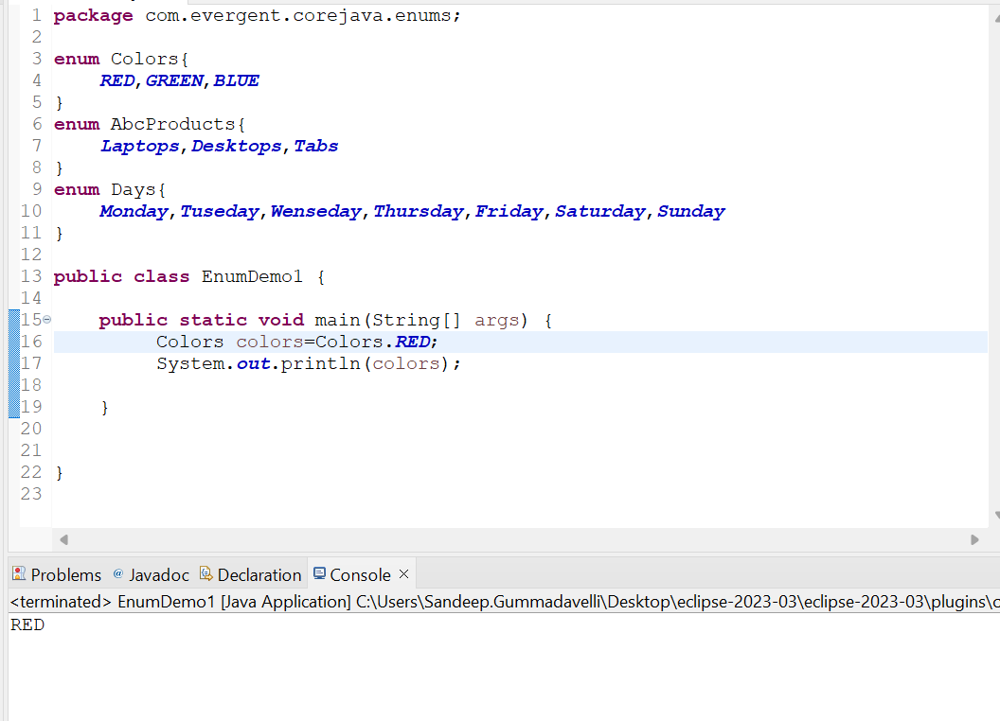 1 package com.evergent.corejava.enums;
2
3 enum Colors{
4     RED,GREEN,BLUE
5 }
6 enum AbcProducts{
7     Laptops,Desktops,Tabs
8 }
9 enum Days{
10     Monday,Tuseday,Wenseday,Thursday,Friday,Saturday,Sunday
11 }
12
13 public class EnumDemo1 {
14
15     public static void main(String[] args) {
16          Colors colors=Colors.RED;
17          System.out.println(colors);
18
19     }
20
21
22 }
23
Problems @ Javadoc Declaration Console ×
<terminated> EnumDemo1 [Java Application] C:\Users\Sandeep.Gummadavelli\Desktop\eclipse-2023-03\eclipse-2023-03\plugins\
RED